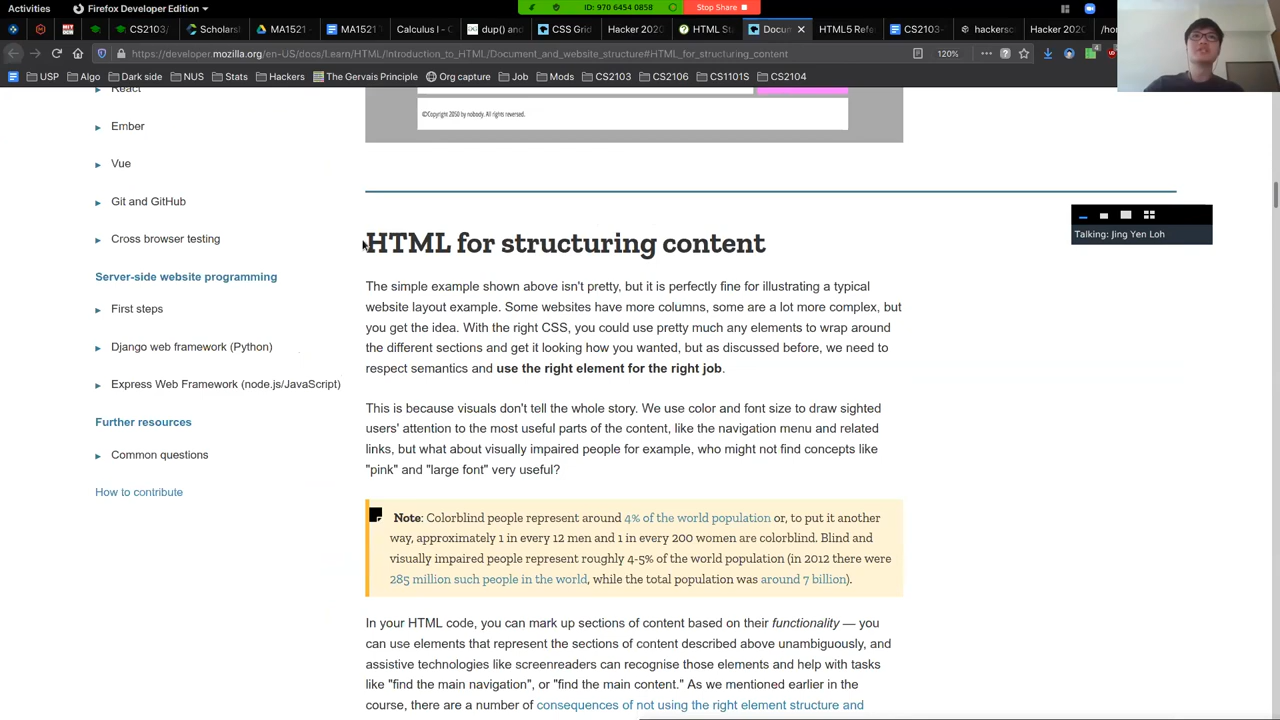 Activities
Firefox Developer Edition
ID: 970 6454 0858
Stop Share
CS2103/
Scholarsh
MA1521
MA1521
Calculus I - C
dup() and
CSS Grid
Hacker 2020
HTML Sta
Docum
HTML5 Refe
CS2103-
hackersc
Hacker 2020
/hor
https://developer.mozilla.org/en-US/docs/Learn/HTML/Introduction_to_HTML/Document_and_website_structure#HTML_for_structuring_content
120%
4
USP
Algo
Dark side
NUS
Stats
Hackers
The Gervais Principle
Org capture
Job
Mods
CS2103
CS2106
CS1101S
CS2104
React
Ember
Vue
Git and GitHub
Cross browser testing
Server-side website programming
First steps
Django web framework (Python)
Express Web Framework (node.js/JavaScript)
Further resources
Common questions
How to contribute
©Copyright 2050 by nobody. All rights reversed.
HTML for structuring content
The simple example shown above isn't pretty, but it is perfectly fine for illustrating a typical
website layout example. Some websites have more columns, some are a lot more complex, but
you get the idea. With the right CSS, you could use pretty much any elements to wrap around
the different sections and get it looking how you wanted, but as discussed before, we need to
respect semantics and use the right element for the right job.
This is because visuals don't tell the whole story. We use color and font size to draw sighted
users' attention to the most useful parts of the content, like the navigation menu and related
links, but what about visually impaired people for example, who might not find concepts like
"pink" and "large font" very useful?
Note: Colorblind people represent around 4% of the world population or, to put it another
way, approximately 1 in every 12 men and 1 in every 200 women are colorblind. Blind and
visually impaired people represent roughly 4-5% of the world population (in 2012 there were
285 million such people in the world, while the total population was around 7 billion).
In your HTML code, you can mark up sections of content based on their functionality — you
can use elements that represent the sections of content described above unambiguously, and
assistive technologies like screenreaders can recognise those elements and help with tasks
like "find the main navigation", or "find the main content." As we mentioned earlier in the
course, there are a number of consequences of not using the right element structure and
Talking: Jing Yen Loh